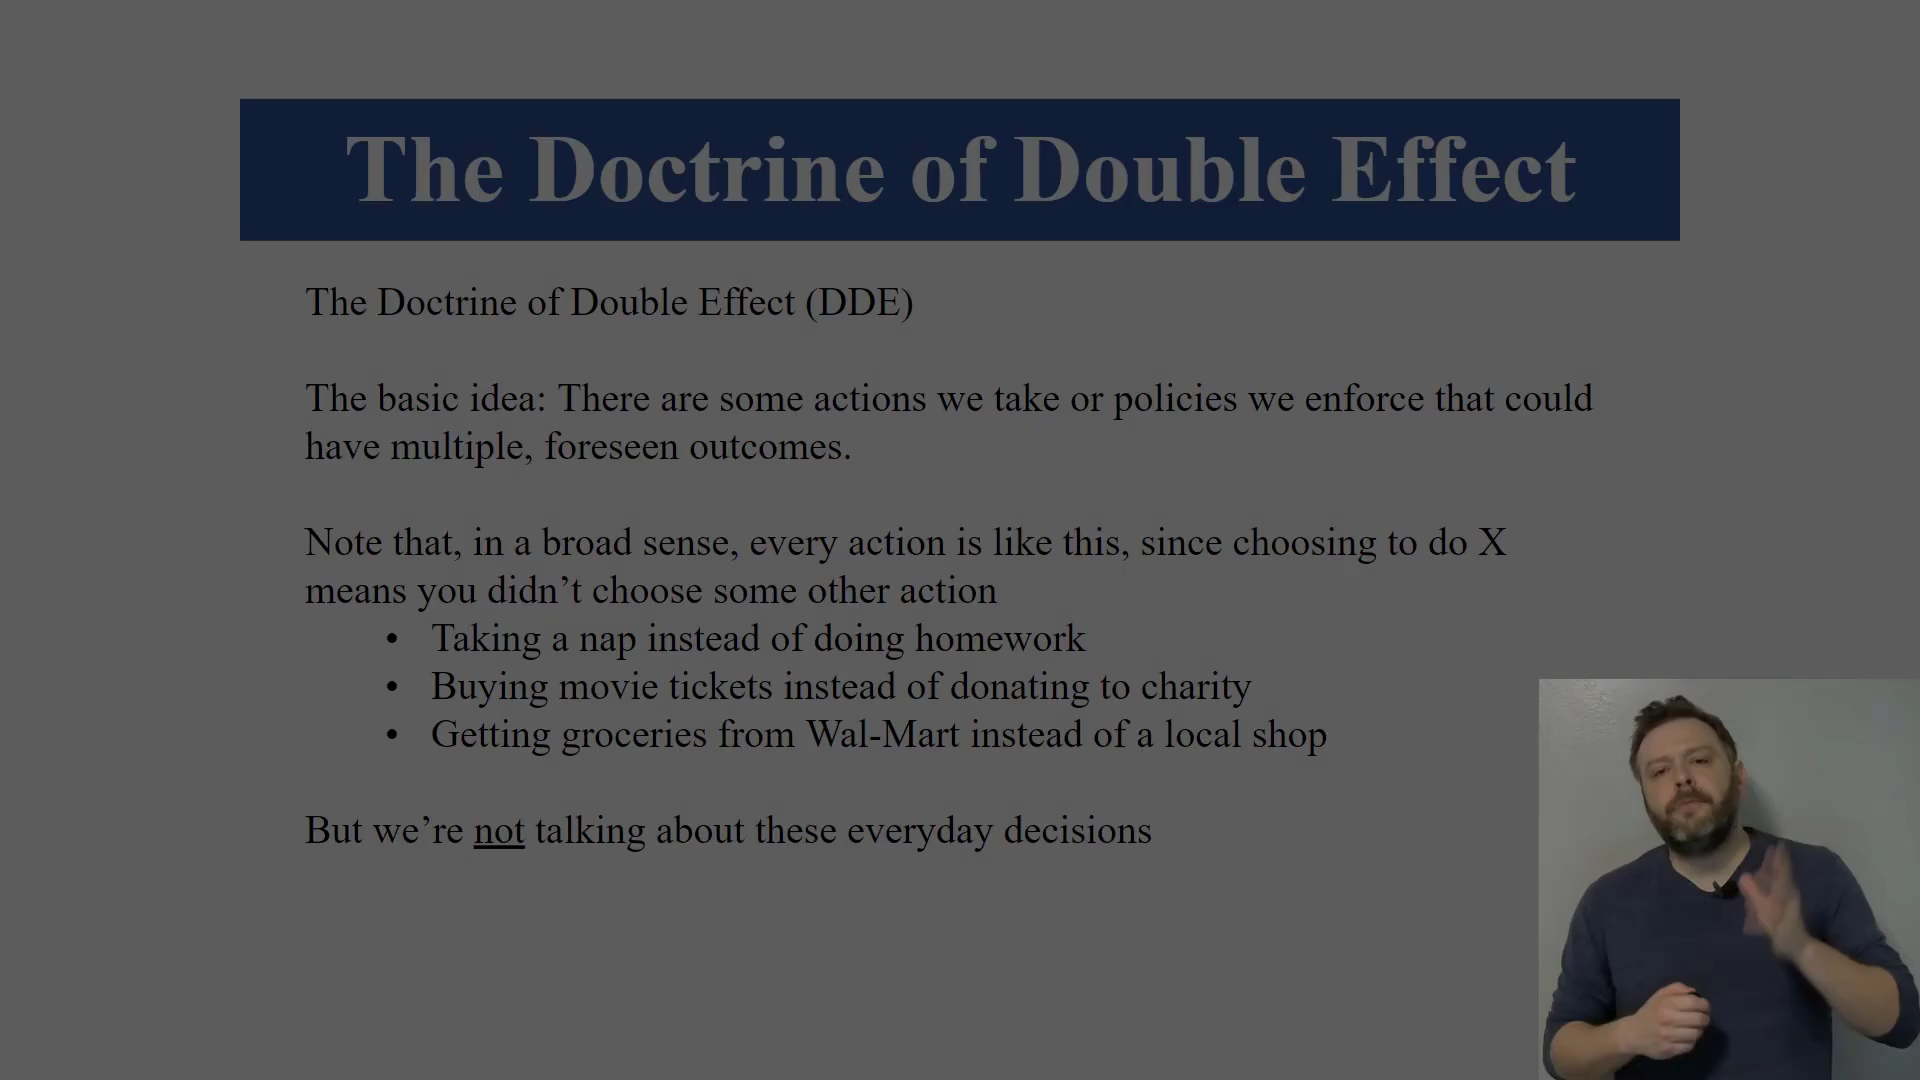 The Doctrine of Double Effect
The Doctrine of Double Effect (DDE)
The basic idea: There are some actions we take or policies we enforce that could
have multiple, foreseen outcomes.
Note that, in a broad sense, every action is like this, since choosing to do X
means you didn’t choose some other action
• Taking a nap instead of doing homework
• Buying movie tickets instead of donating to charity
• Getting groceries from Wal-Mart instead of a local shop
But we’re not talking about these everyday decisions